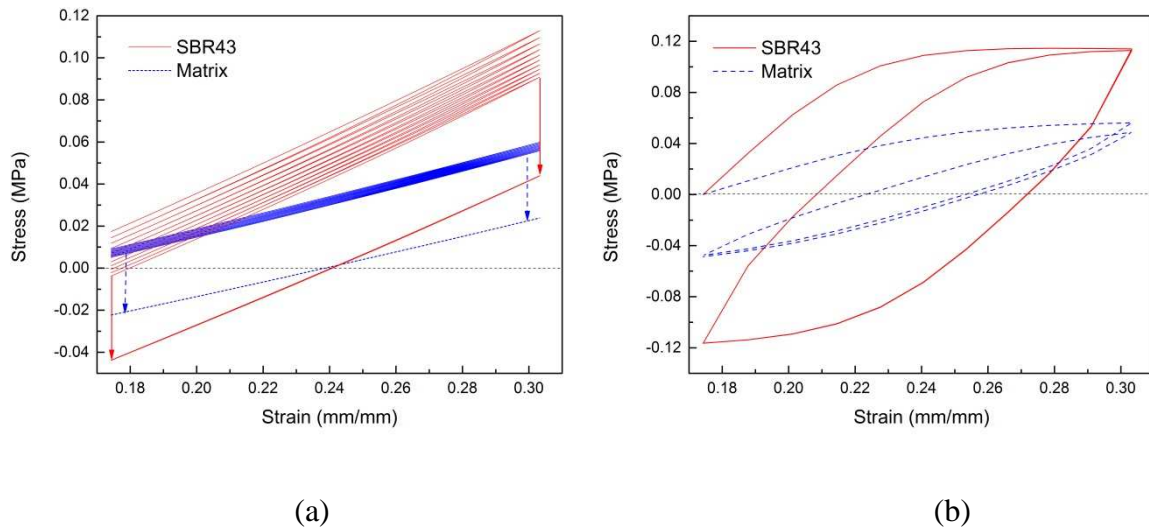 0.12
0.10
0.08
0.06
0.04
0.02
0.00
-0.02
-0.04
Stress (MPa)
SBR43
Matrix
0.18 0.20 0.22 0.24 0.26 0.28 0.30
Strain (mm/mm)
(a)
0.12
0.08
0.04
0.00
-0.04
-0.08
-0.12
Stress (MPa)
SBR43
Matrix
0.18 0.20 0.22 0.24 0.26 0.28 0.30
Strain (mm/mm)
(b)